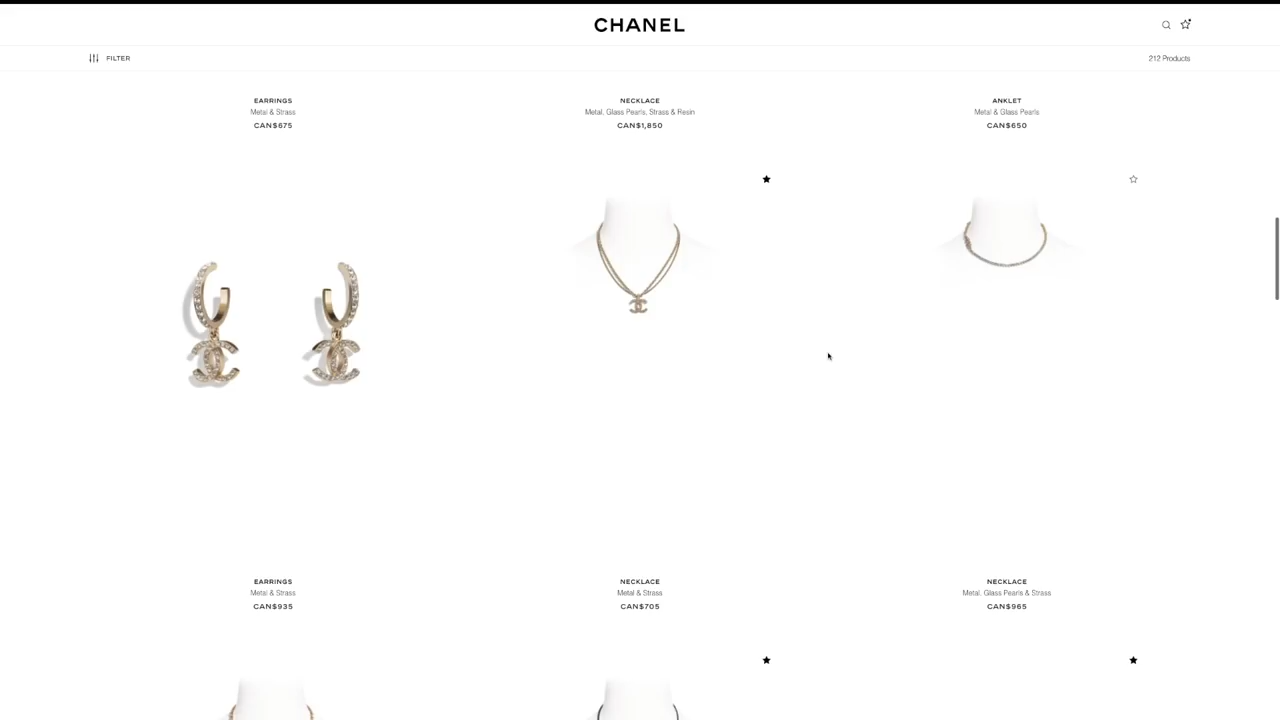 CHANEL
FILTER
212 Products
EARRINGS
Metal & Strass
CAN$675
NECKLACE
Metal, Glass Pearls, Strass & Resin
CAN$1,850
ANKLET
Metal & Glass Pearls
CAN$650
EARRINGS
Metal & Strass
CAN$935
NECKLACE
Metal & Strass
CAN$705
NECKLACE
Metal, Glass Pearls & Strass
CAN$965